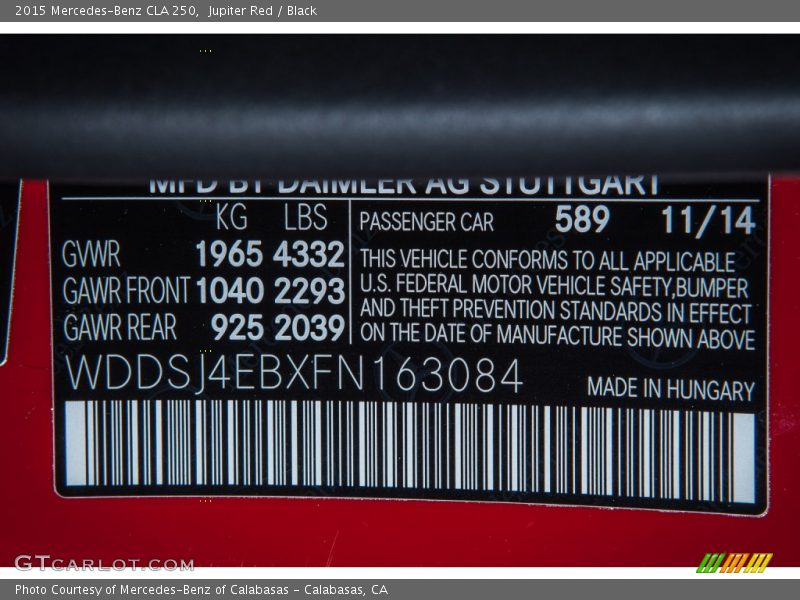 2015 Mercedes-Benz CLA 250,  Jupiter Red / Black
MFD BY DAIMLER AG STUTTGART
KG LBS
GWWR 1965 4332
GAWR FRONT 1040 2293
GAWR REAR 925 2039
PASSENGER CAR 589 11/14
THIS VEHICLE CONFORMS TO ALL APPLICABLE
U.S. FEDERAL MOTOR VEHICLE SAFETY,BUMPER
AND THEFT PREVENTION STANDARDS IN EFFECT
ON THE DATE OF MANUFACTURE SHOWN ABOVE
WDDSJ4EBXFN163084
MADE IN HUNGARY
GTCARLOT.COM
Photo Courtesy of Mercedes-Benz of Calabasas - Calabasas, CA